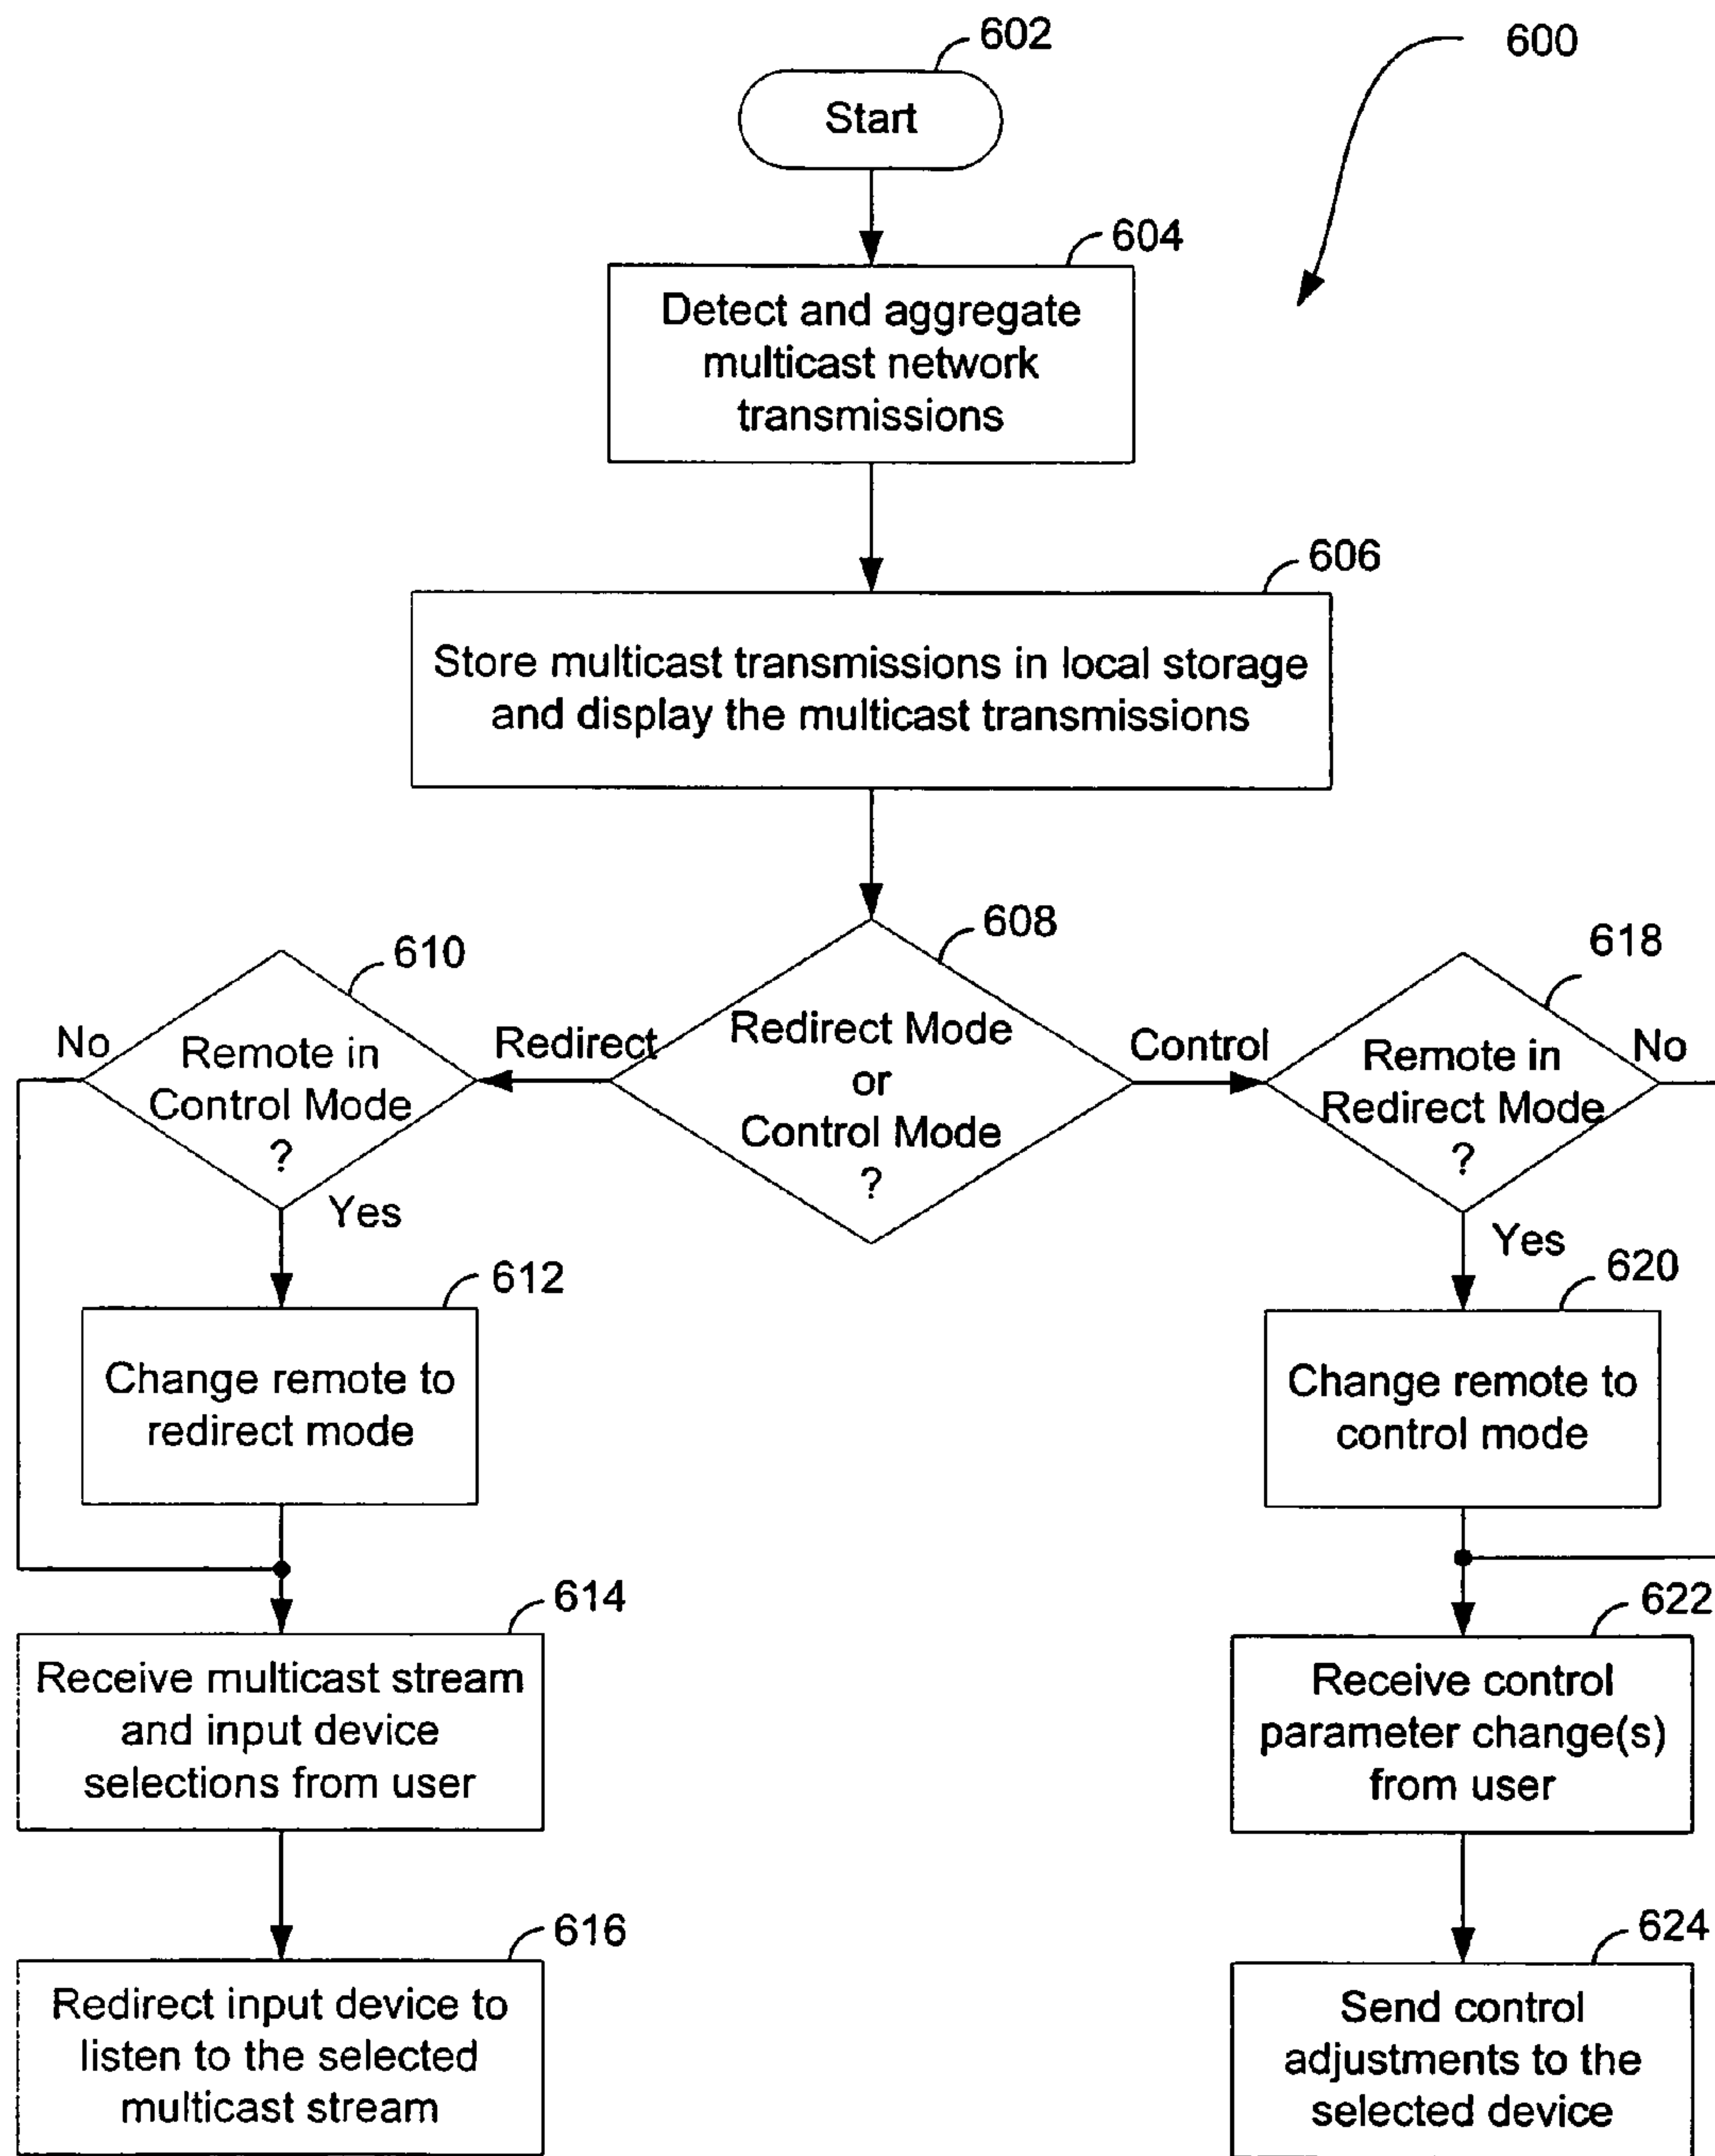 602
600
Start
604
Detect and aggregate
multicast network
transmissions
606
Store multicast transmissions in local storage
and display the multicast transmissions
608
610
618
No
Remote in
Control Mode
?
Redirect
Redirect Mode
or
Control Mode
?
Control
Remote in
Redirect Mode
?
No
Yes
Yes
612
620
Change remote to
redirect mode
Change remote to
control mode
614
622
Receive multicast stream
and input device
selections from user
Receive control
parameter change(s)
from user
616
624
Redirect input device to
listen to the selected
multicast stream
Send control
adjustments to the
selected device